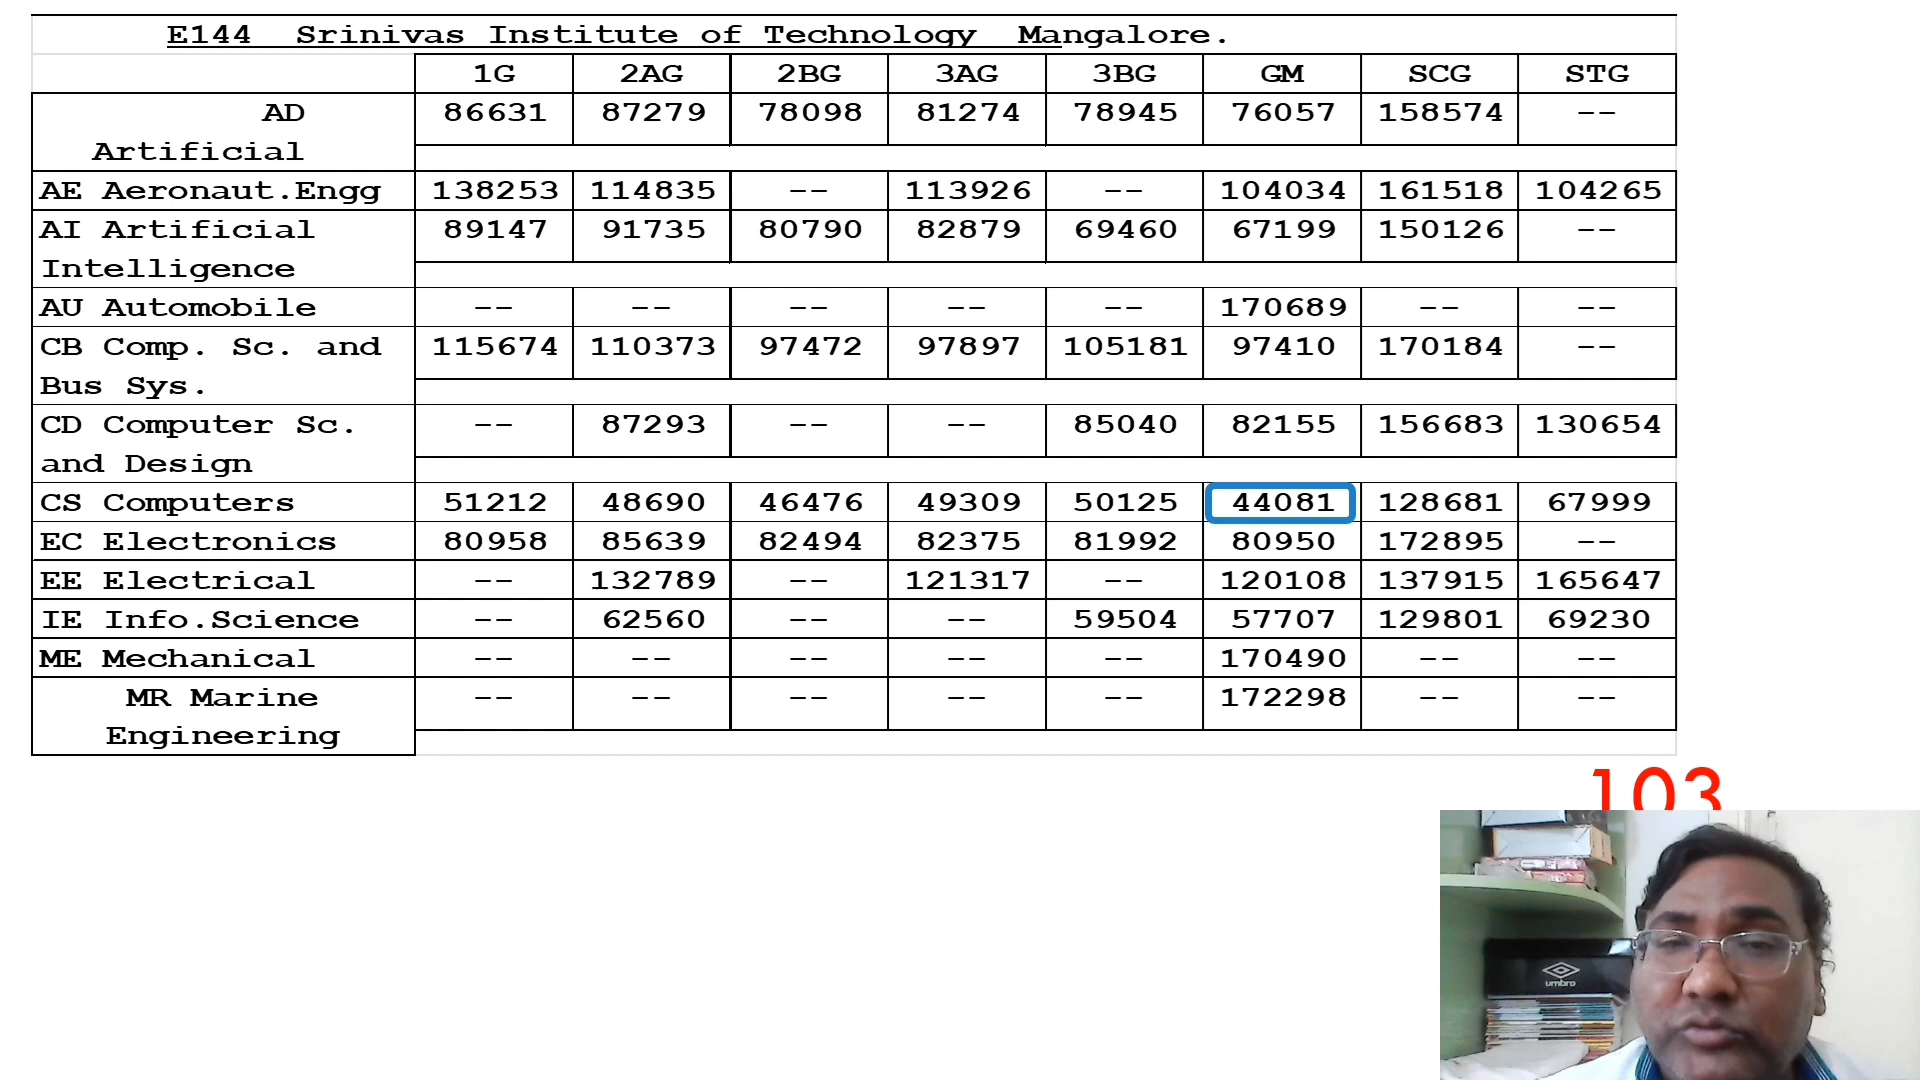 E144 Srinivas Institute of Technology Mangalore.
1G 2AG 2BG 3AG 3BG GM SCG STG
AD 86631 87279 78098 81274 78945 76057 158574 --
Artificial
AE Aeronaut.Engg 138253 114835 -- 113926 -- 104034 161518 104265
AI Artificial 89147 91735 80790 82879 69460 67199 150126 --
Intelligence
AU Automobile -- -- -- -- -- 170689 -- --
CB Comp. Sc. and 115674 110373 97472 97897 105181 97410 170184 --
Bus Sys.
CD Computer Sc. -- 87293 -- -- 85040 82155 156683 130654
and Design
CS Computers 51212 48690 46476 49309 50125 44081 128681 67999
EC Electronics 80958 85639 82494 82375 81992 80950 172895 --
EE Electrical -- 132789 -- 121317 -- 120108 137915 165647
IE Info.Science -- 62560 -- -- 59504 57707 129801 69230
ME Mechanical -- -- -- -- -- 170490 -- --
MR Marine -- -- -- -- -- 172298 -- --
Engineering
103
umbro